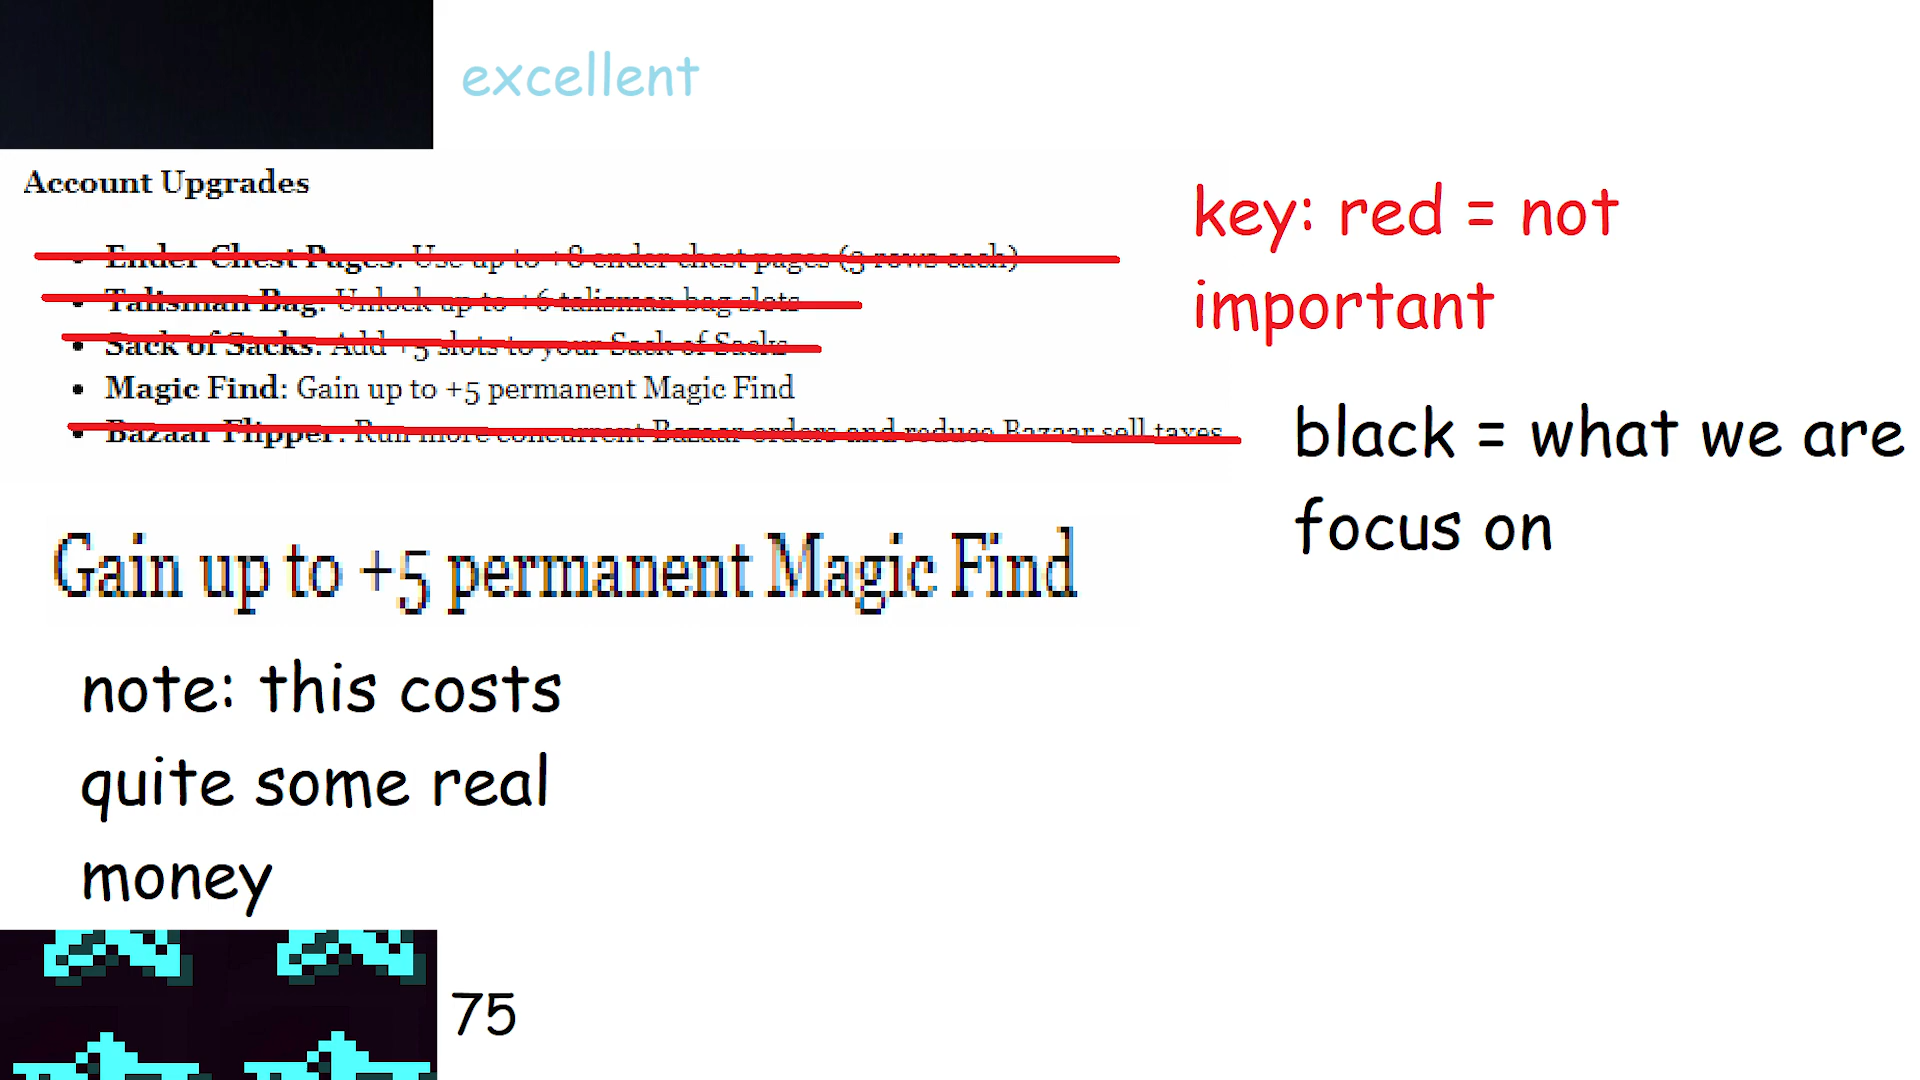 excellent
Account Upgrades
key: red = not
important
• Ender Chest Pages: Use up to +8 ender chest pages (5 rows each)
• Talisman Bag: Unlock up to +6 talisman bag slots
• Sack of Sacks: Add +5 slots to your Sack of Sacks
• Magic Find: Gain up to +5 permanent Magic Find
• Bazaar Flipper: Run more concurrent Bazaar orders and reduce Bazaar sell taxes
black = what we are
focus on
Gain up to +5 permanent Magic Find
note: this costs
quite some real
money
75